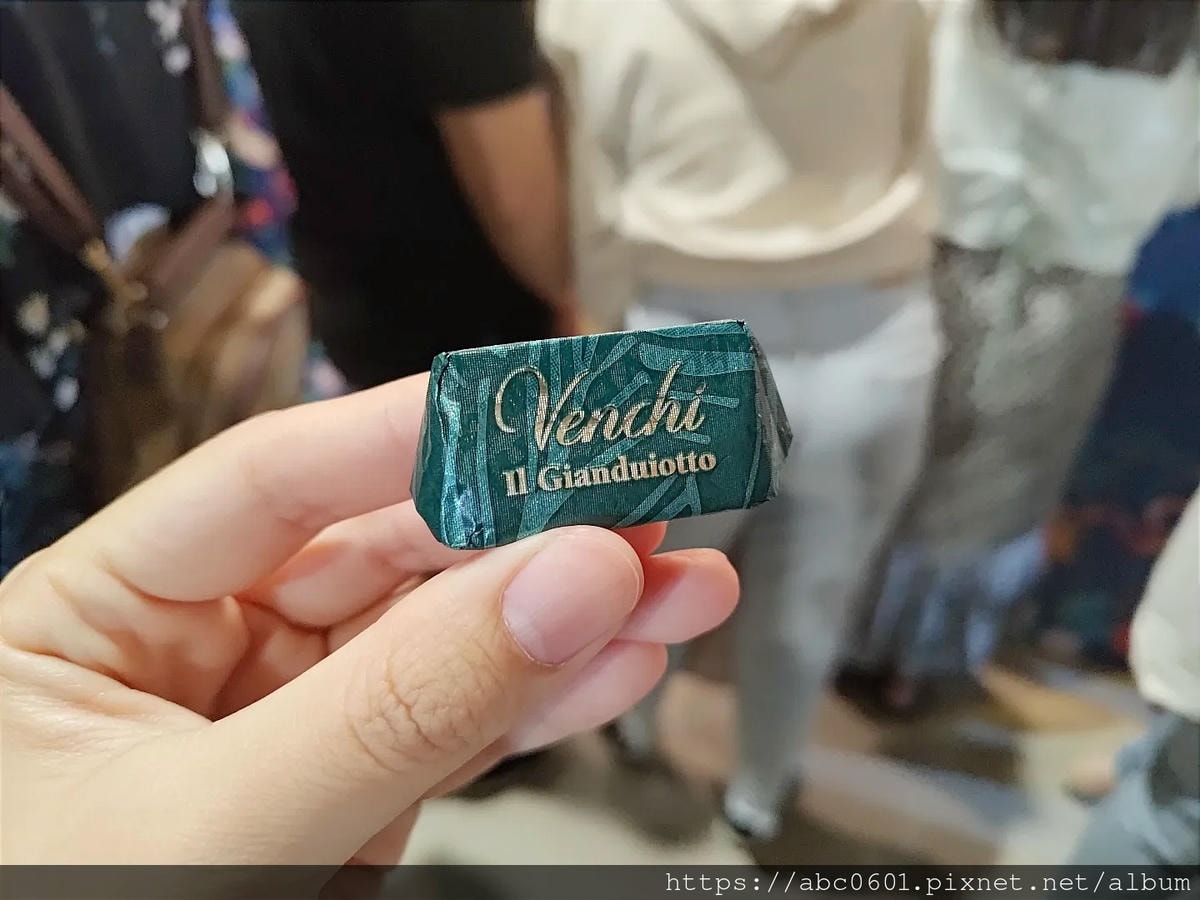 Venchi
Il Gianduiotto
https://abc0601.pixnet.net/album